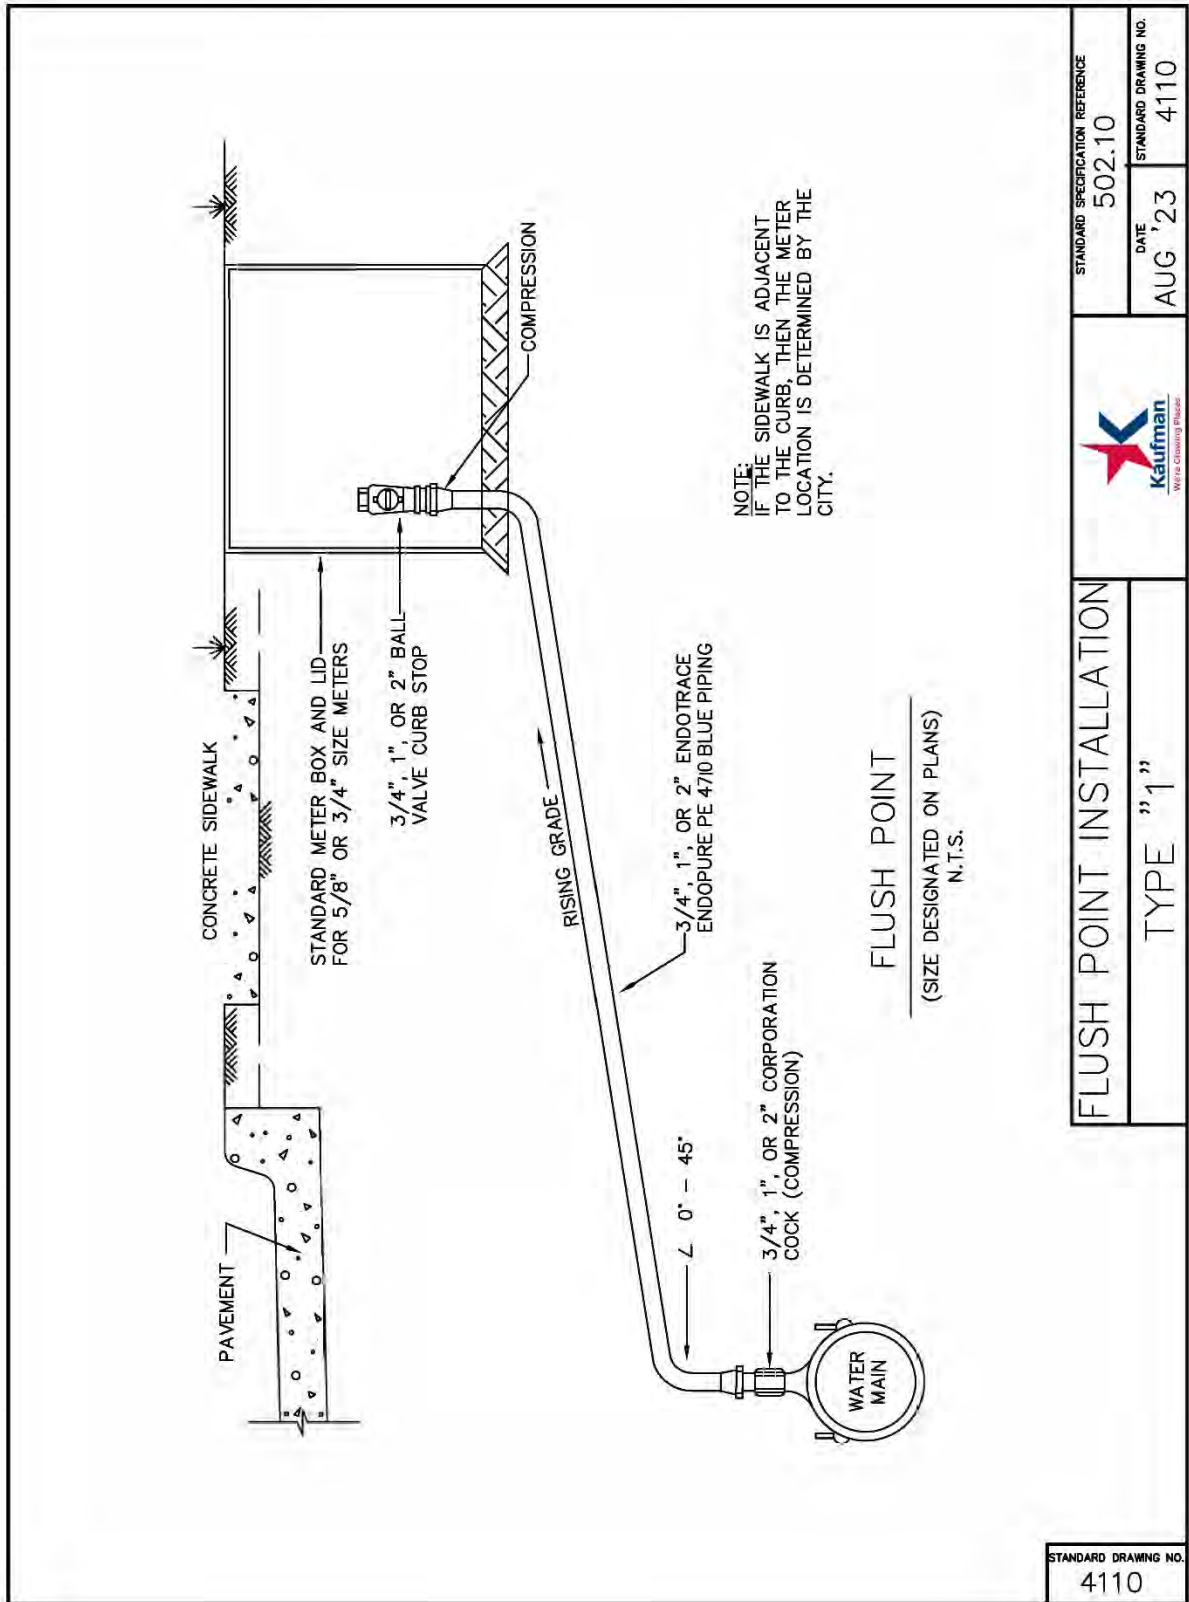 CONCRETE SIDEWALK
PAVEMENT
STANDARD METER BOX AND LID
FOR 5/8" OR 3/4" SIZE METERS
3/4", 1", OR 2" BALL
VALVE CURB STOP
COMPRESSION
RISING GRADE
3/4", 1", OR 2" ENDOTRACE
ENDOPURE PE 4710 BLUE PIPING
∠ 0° - 45°
3/4", 1", OR 2" CORPORATION
COCK (COMPRESSION)
WATER
MAIN
NOTE:
IF THE SIDEWALK IS ADJACENT
TO THE CURB, THEN THE METER
LOCATION IS DETERMINED BY THE
CITY.
FLUSH POINT
(SIZE DESIGNATED ON PLANS)
N.T.S.
FLUSH POINT INSTALLATION
TYPE "1"
Kaufman
We're Growing Places
STANDARD SPECIFICATION REFERENCE
502.10
DATE
AUG '23
STANDARD DRAWING NO.
4110
STANDARD DRAWING NO.
4110